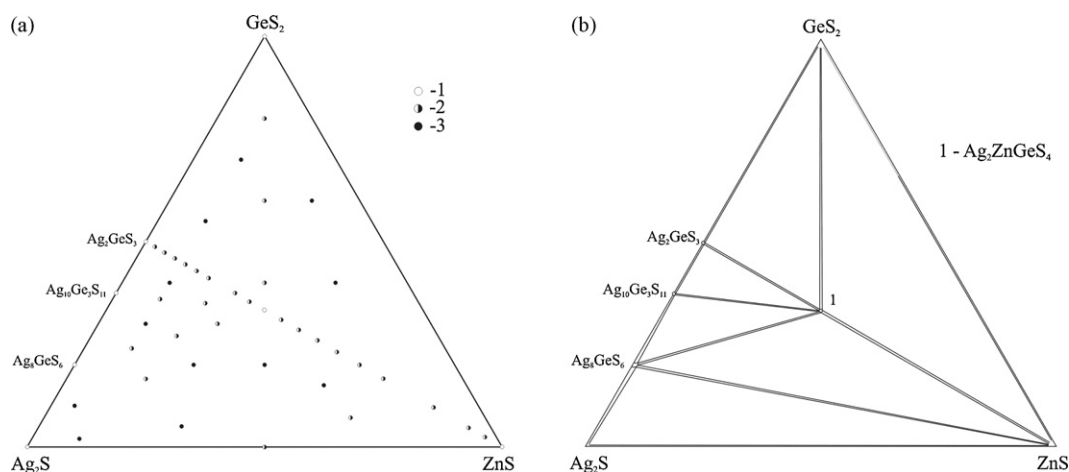 (a)
GeS₂
-1
-2
-3
Ag₂GeS₃
Ag₁₀Ge₃S₁₁
Ag₈GeS₆
Ag₂S
ZnS
(b)
GeS₂
1 - Ag₂ZnGeS₄
Ag₂GeS₃
Ag₁₀Ge₃S₁₁
1
Ag₈GeS₆
Ag₂S
ZnS